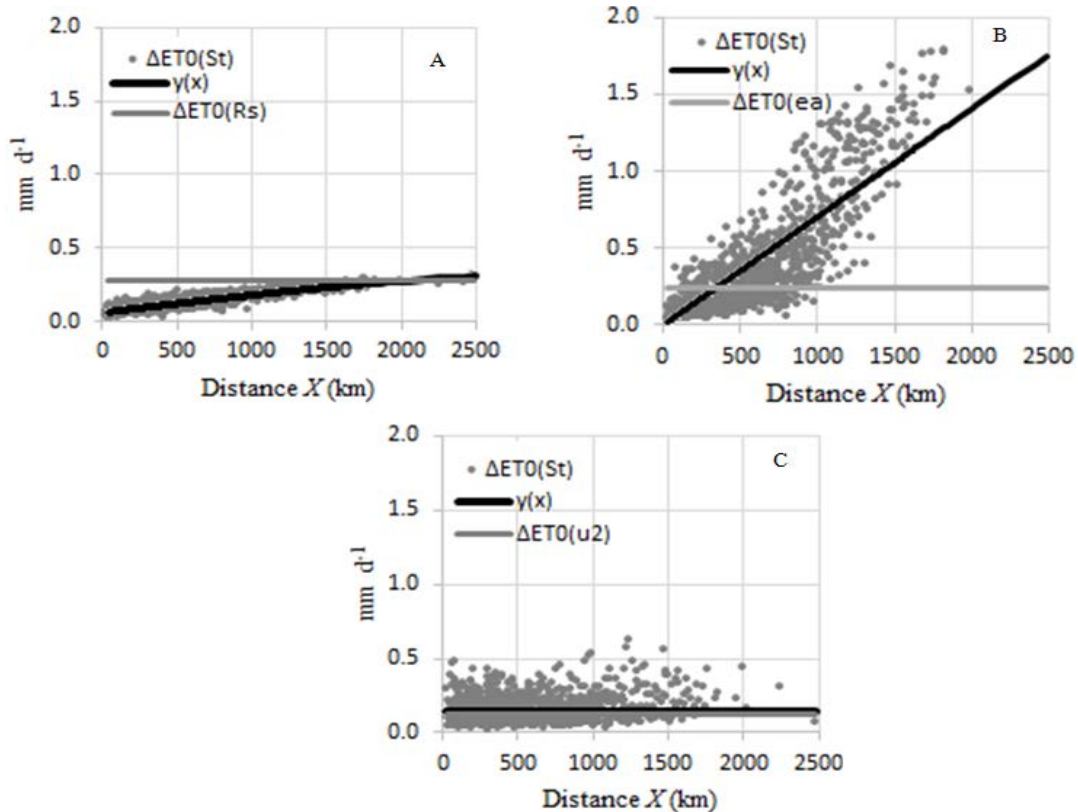 A
2.0
1.5
1.0
0.5
0.0
mm d⁻¹
ΔET0(St)
y(x)
ΔET0(Rs)
0 500 1000 1500 2000 2500
Distance X (km)
B
2.0
1.5
1.0
0.5
0.0
mm d⁻¹
ΔET0(St)
y(x)
ΔET0(ea)
0 500 1000 1500 2000 2500
Distance X (km)
C
2.0
1.5
1.0
0.5
0.0
mm d⁻¹
ΔET0(St)
y(x)
ΔET0(u2)
0 500 1000 1500 2000 2500
Distance X (km)